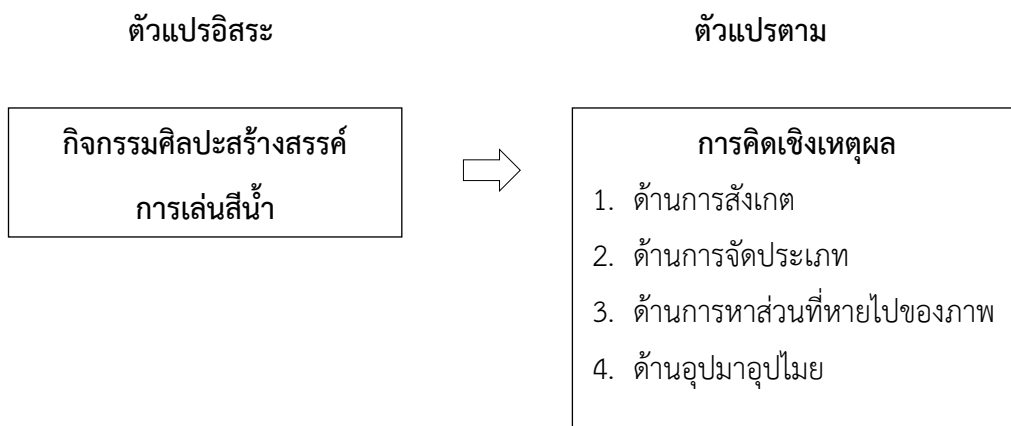 ตัวแปรอิสระ
ตัวแปรตาม
กิจกรรมศิลปะสร้างสรรค์
การเล่นสีน้ำ
การคิดเชิงเหตุผล
1. ด้านการสังเกต
2. ด้านการจัดประเภท
3. ด้านการหาส่วนที่หายไปของภาพ
4. ด้านอุปมาอุปไมย